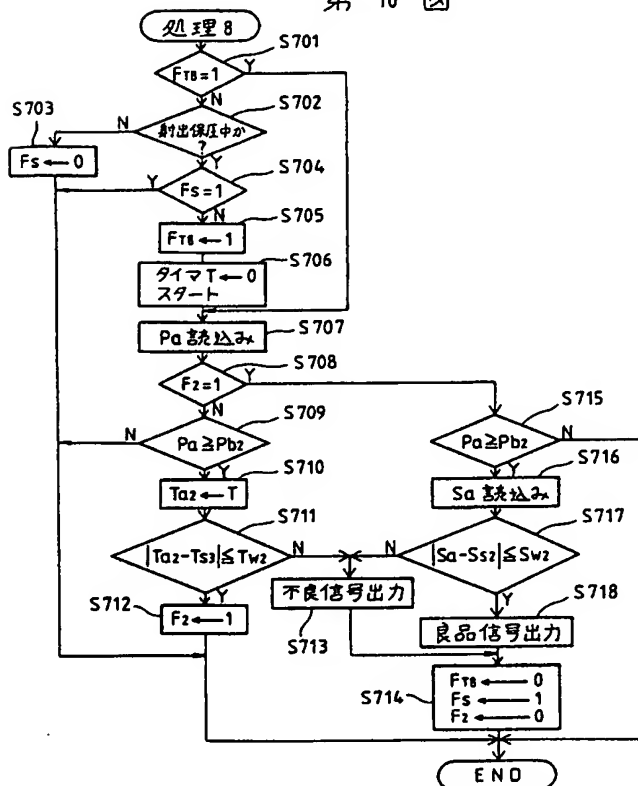 第 10 図
処理8
S701
FTB=1
Y
N
S702
S703
N
射出保圧中か
?
Y
S704
Fs←0
Y
Fs=1
N
S705
FTB←1
S706
タイマT←0
スタート
S707
Pa読込み
S708
F2=1
Y
N
S709
S715
N
Pa≧Pb2
Y
Pa≧Pb2
N
Y
S710
S716
Ta2←T
Sa読込み
S711
S717
|Ta2-Ts3|≦Tw2
N
N
|Sa-Ss2|≦Sw2
Y
Y
S712
F2←1
不良信号出力
S713
S718
良品信号出力
S714
FTB←0
Fs←1
F2←0
END